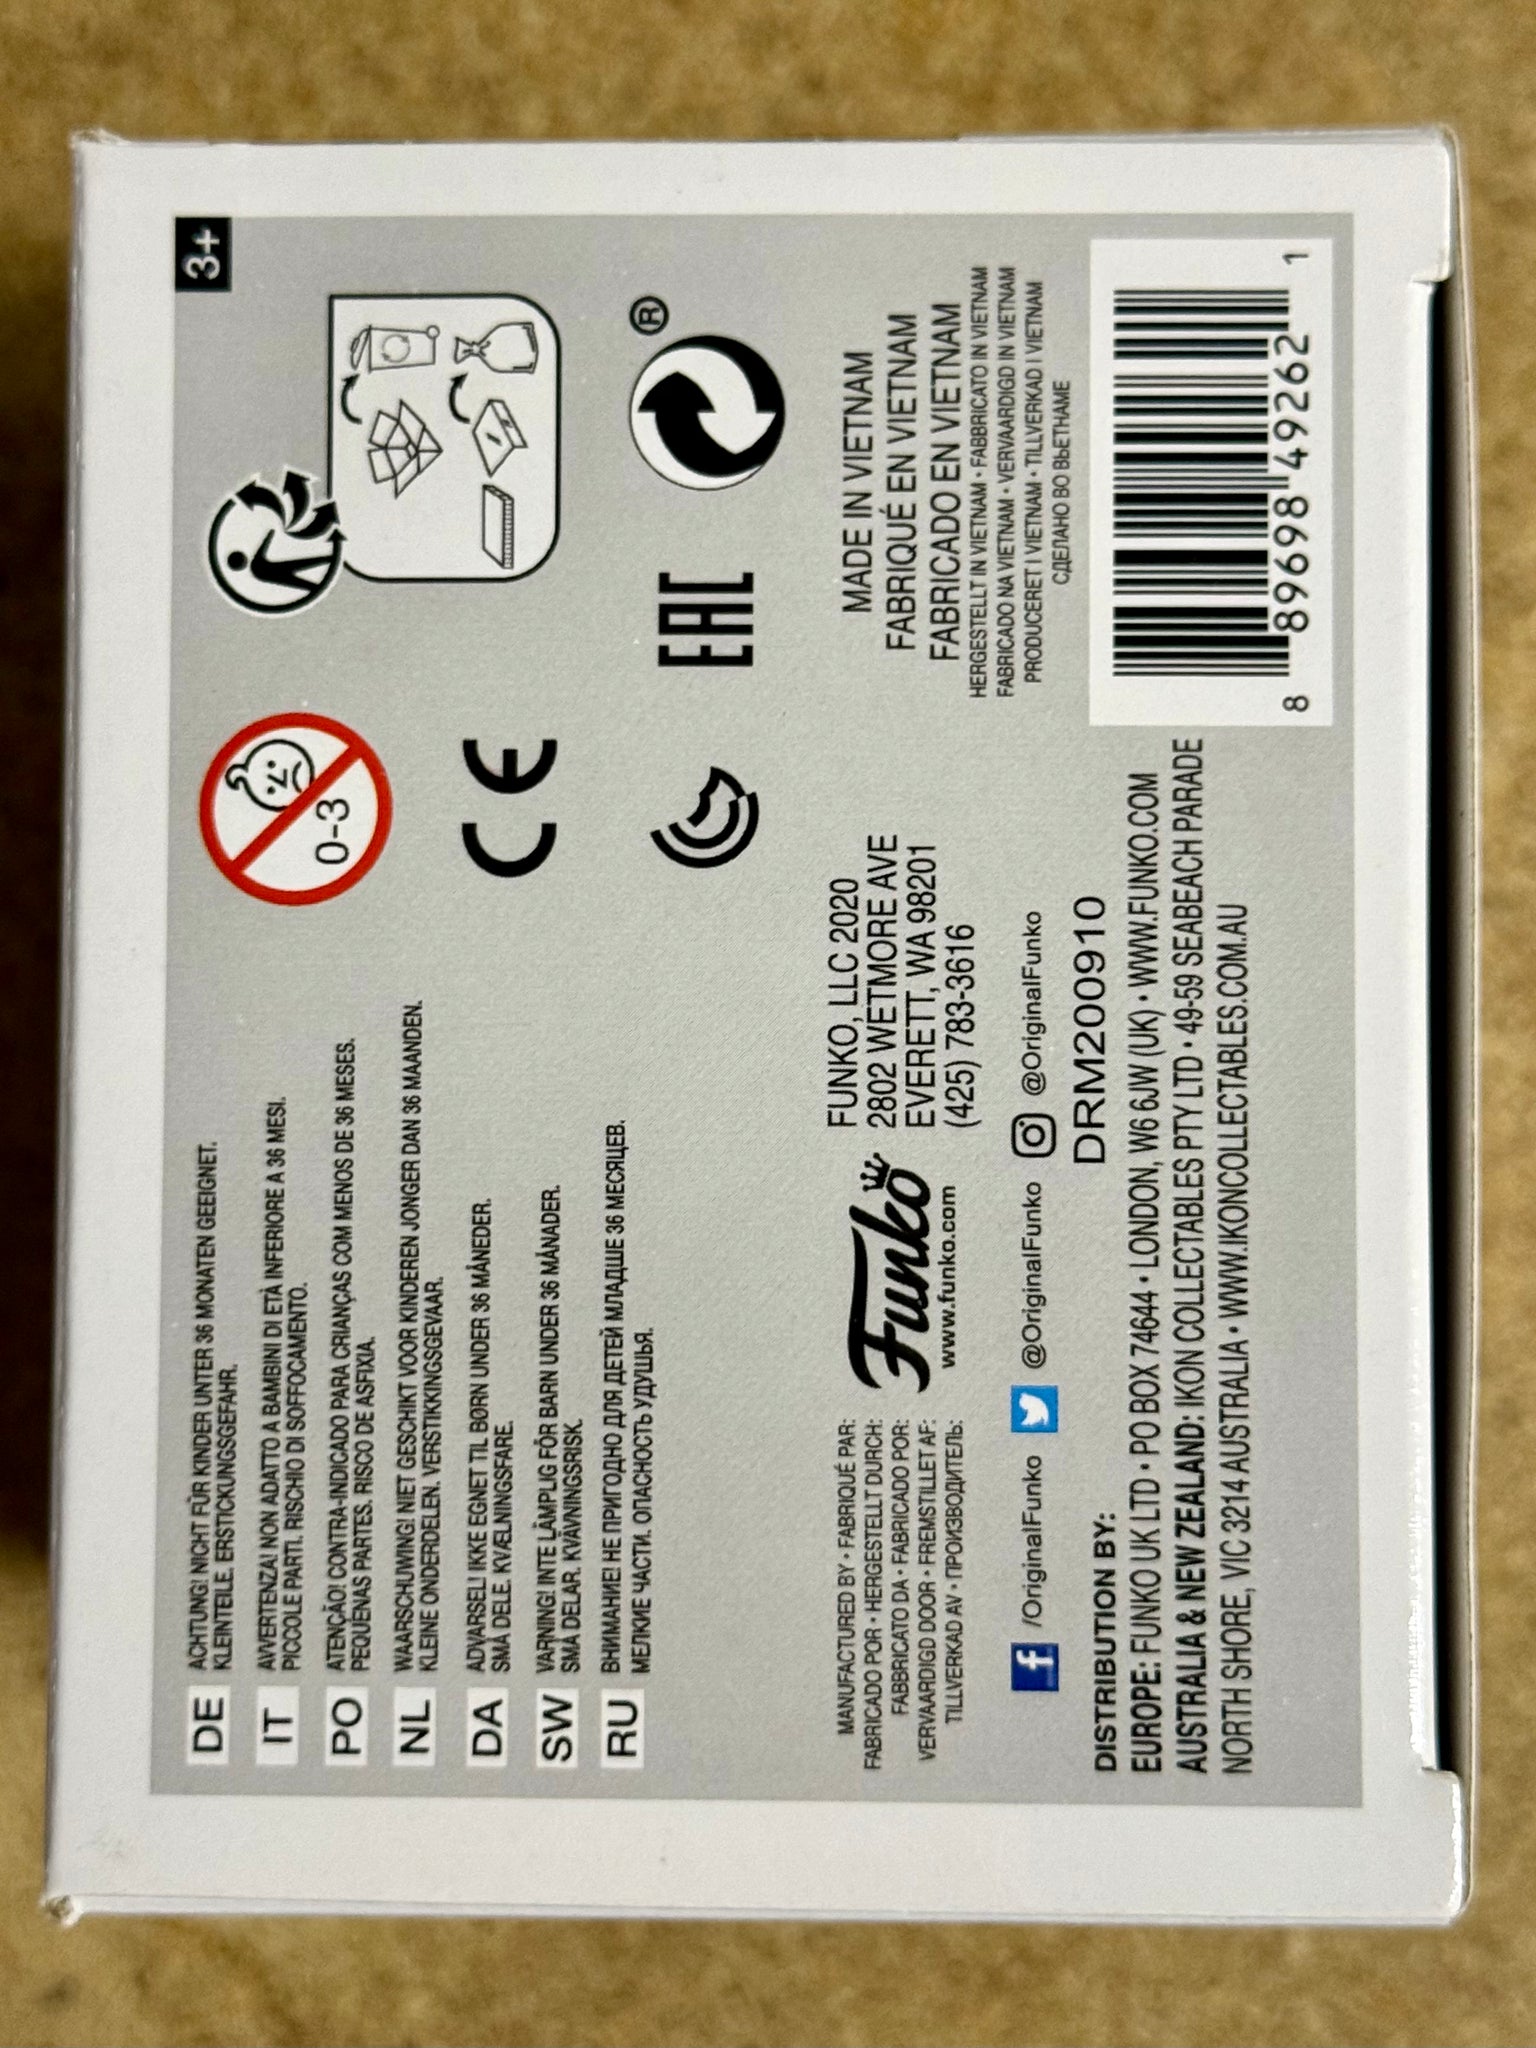 3+
DE
ACHTUNG! NICHT FÜR KINDER UNTER 36 MONATEN GEEIGNET.
KLEINTEILE. ERSTICKUNGSGEFAHR.
IT
AVVERTENZA! NON ADATTO A BAMBINI DI ETÀ INFERIORE A 36 MESI.
PICCOLE PARTI. RISCHIO DI SOFFOCAMENTO.
PO
ATENÇÃO! CONTRA-INDICADO PARA CRIANÇAS COM MENOS DE 36 MESES.
PEQUENAS PARTES. RISCO DE ASFIXIA.
NL
WAARSCHUWING! NIET GESCHIKT VOOR KINDEREN JONGER DAN 36 MAANDEN.
KLEINE ONDERDELEN. VERSTIKKINGSGEVAAR.
DA
ADVARSEL! IKKE EGNET TIL BØRN UNDER 36 MÅNEDER.
SMÅ DELE. KVÆLNINGSFARE.
SW
VARNING! INTE LÄMPLIG FÖR BARN UNDER 36 MÅNADER.
SMÅ DELAR. KVÄVNINGSRISK.
RU
ВНИМАНИЕ! НЕ ПРИГОДНО ДЛЯ ДЕТЕЙ МЛАДШЕ 36 МЕСЯЦЕВ.
МЕЛКИЕ ЧАСТИ. ОПАСНОСТЬ УДУШЬЯ.
0-3
CE
EAC
®
MANUFACTURED BY • FABRIQUÉ PAR:
FABRICADO POR • HERGESTELLT DURCH:
FABBRICATO DA • FABRICADO POR:
VERVAARDIGD DOOR • FREMSTILLET AF:
TILLVERKAD AV • ПРОИЗВОДИТЕЛЬ:
Funko
www.funko.com
FUNKO, LLC 2020
2802 WETMORE AVE
EVERETT, WA 98201
(425) 783-3616
MADE IN VIETNAM
FABRIQUÉ EN VIETNAM
FABRICADO EN VIETNAM
HERGESTELLT IN VIETNAM • FABBRICATO IN VIETNAM
FABRICADO NA VIETNAM • VERVAARDIGD IN VIETNAM
PRODUCERET I VIETNAM • TILLVERKAD I VIETNAM
СДЕЛАНО ВО ВЬЕТНАМЕ
f /OriginalFunko @OriginalFunko @OriginalFunko
DRM200910
DISTRIBUTION BY:
EUROPE: FUNKO UK LTD • PO BOX 74644 • LONDON, W6 6JW (UK) • WWW.FUNKO.COM
AUSTRALIA & NEW ZEALAND: IKON COLLECTABLES PTY LTD • 49-59 SEABEACH PARADE
NORTH SHORE, VIC 3214 AUSTRALIA • WWW.IKONCOLLECTABLES.COM.AU
8 89698 49262 1